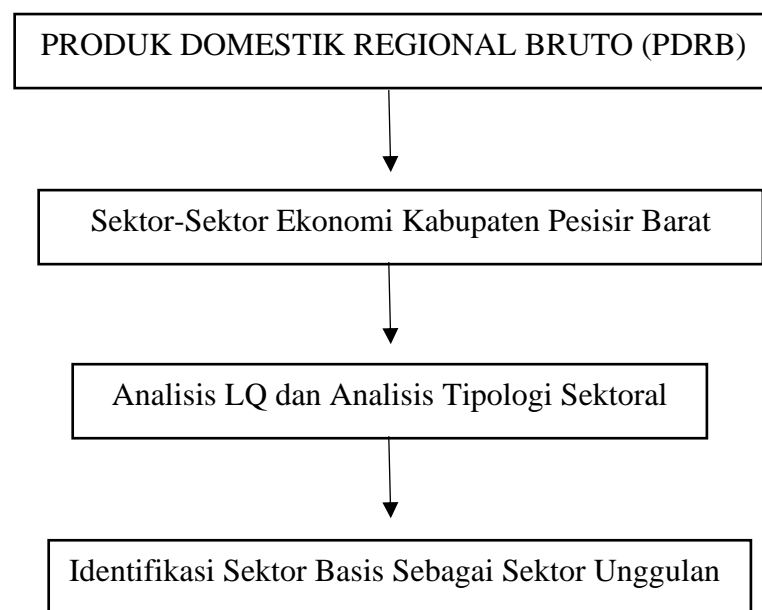 PRODUK DOMESTIK REGIONAL BRUTO (PDRB)
Sektor-Sektor Ekonomi Kabupaten Pesisir Barat
Analisis LQ dan Analisis Tipologi Sektoral
Identifikasi Sektor Basis Sebagai Sektor Unggulan